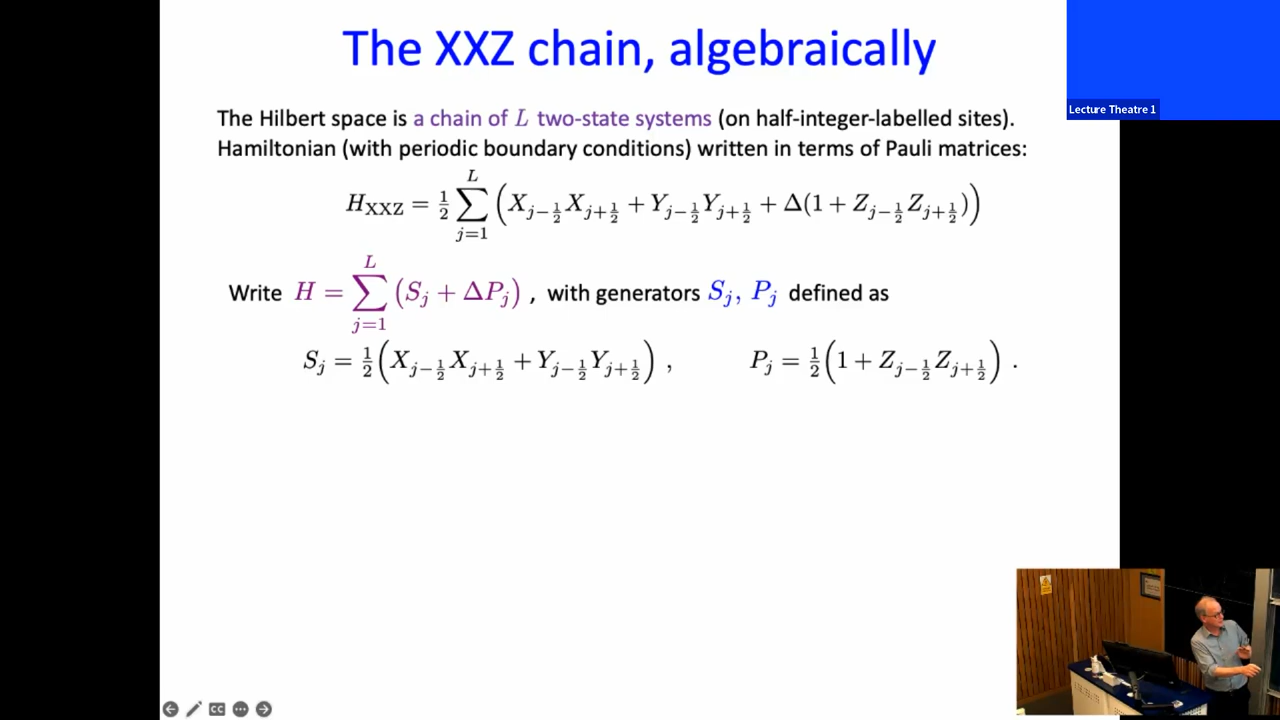 The XXZ chain, algebraically
Lecture Theatre 1
The Hilbert space is a chain of L two-state systems (on half-integer-labelled sites).
Hamiltonian (with periodic boundary conditions) written in terms of Pauli matrices:
H_XXZ = 1/2 ∑_{j=1}^{L} (X_{j-1/2} X_{j+1/2} + Y_{j-1/2} Y_{j+1/2} + Δ(1 + Z_{j-1/2} Z_{j+1/2}))
Write H = ∑_{j=1}^{L} (S_j + ΔP_j) , with generators S_j, P_j defined as
S_j = 1/2 (X_{j-1/2} X_{j+1/2} + Y_{j-1/2} Y_{j+1/2}) , P_j = 1/2 (1 + Z_{j-1/2} Z_{j+1/2}) .
CC